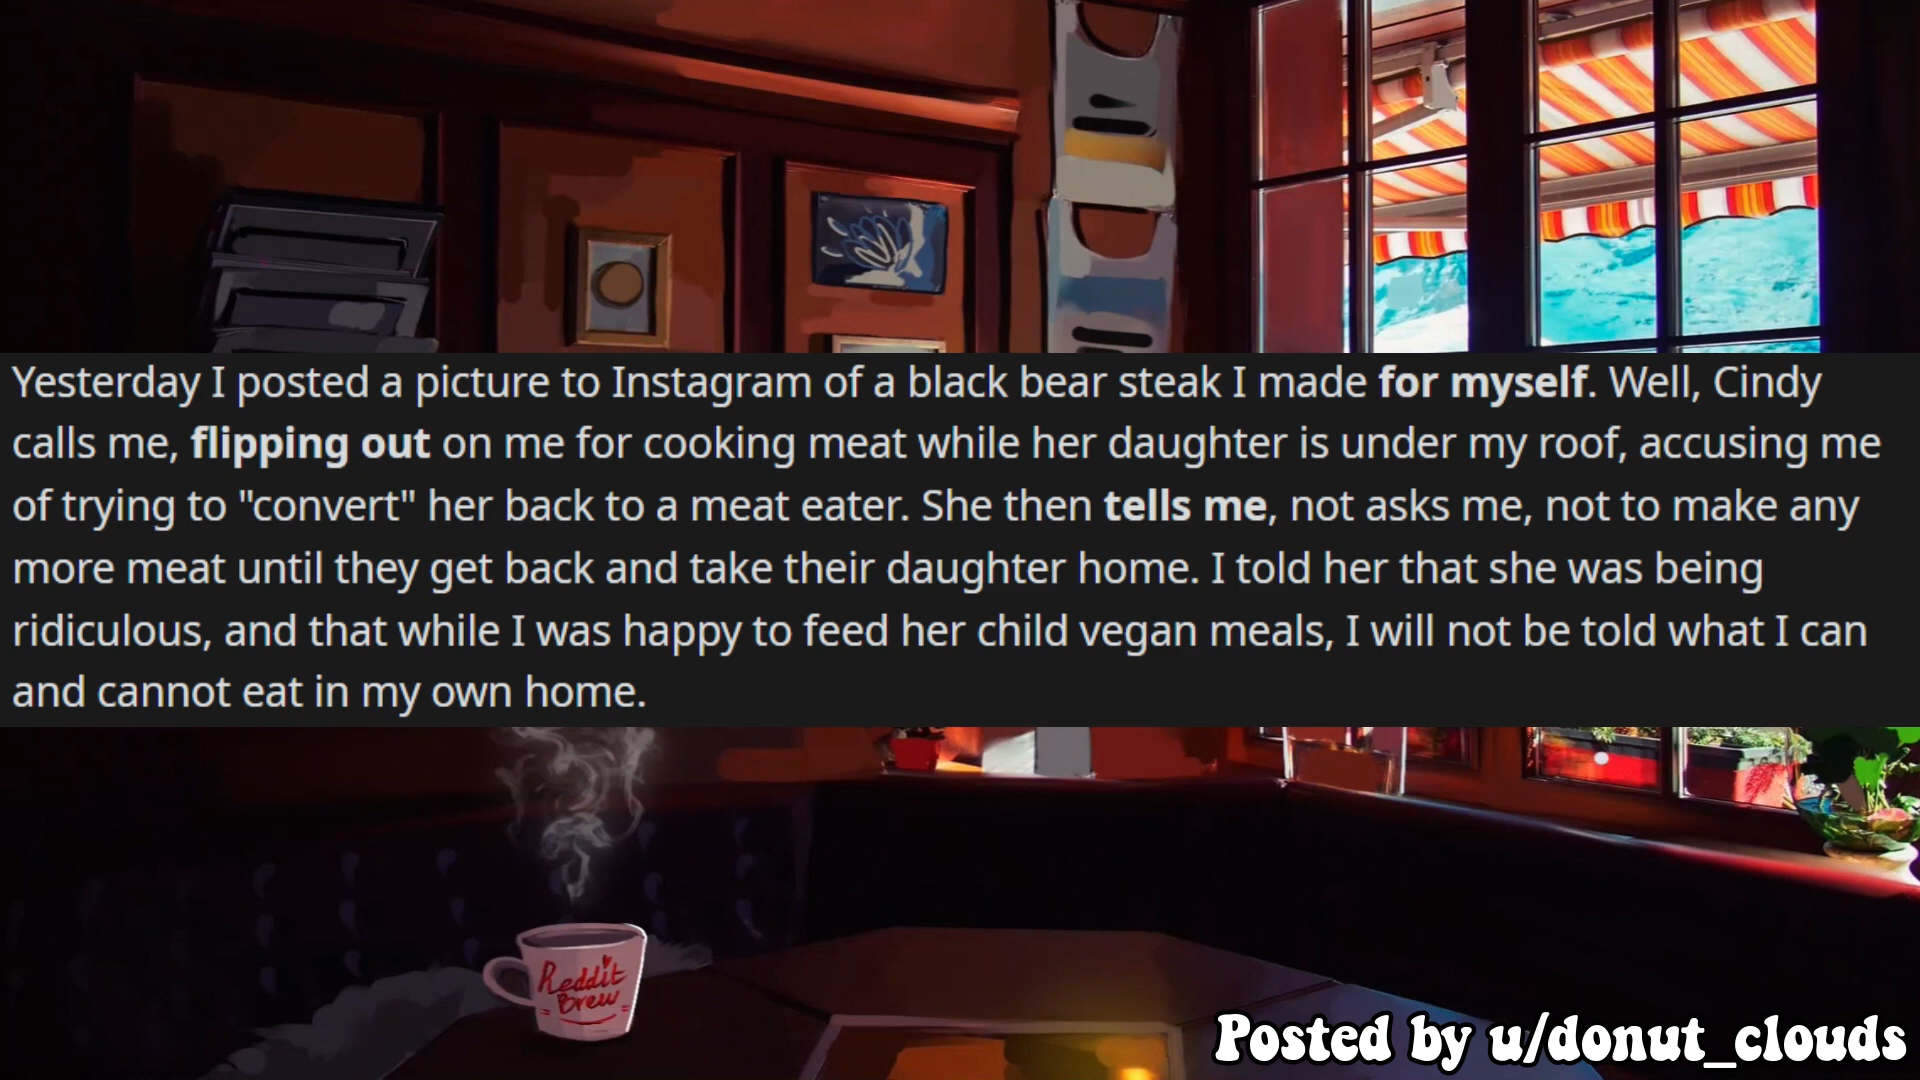 Yesterday I posted a picture to Instagram of a black bear steak I made for myself. Well, Cindy
calls me, flipping out on me for cooking meat while her daughter is under my roof, accusing me
of trying to "convert" her back to a meat eater. She then tells me, not asks me, not to make any
more meat until they get back and take their daughter home. I told her that she was being
ridiculous, and that while I was happy to feed her child vegan meals, I will not be told what I can
and cannot eat in my own home.
Reddit
Brew
Posted by u/donut_clouds